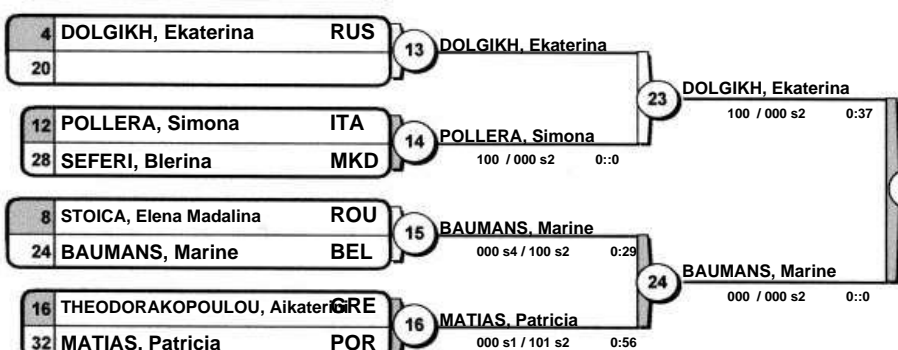 4 DOLGIKH, Ekaterina RUS
20
13
DOLGIKH, Ekaterina
12 POLLERA, Simona ITA
28 SEFERI, Blerina MKD
14
POLLERA, Simona
100 / 000 s2 0::0
23
DOLGIKH, Ekaterina
100 / 000 s2 0:37
8 STOICA, Elena Madalina ROU
24 BAUMANS, Marine BEL
15
BAUMANS, Marine
000 s4 / 100 s2 0:29
16 THEODORAKOPOULOU, Aikaterini GRE
32 MATIAS, Patricia POR
16
MATIAS, Patricia
000 s1 / 101 s2 0:56
24
BAUMANS, Marine
000 / 000 s2 0::0